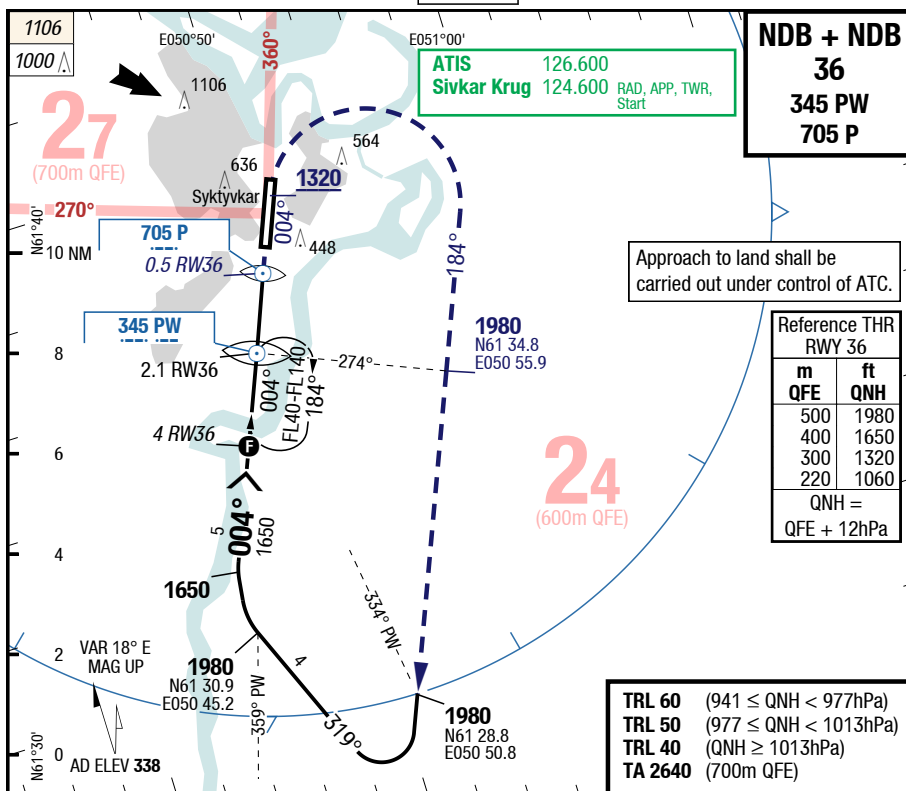 1106
1000
E050°50'
E051°00'
360°
ATIS 126.600
Sivkar Krug 124.600 RAD, APP, TWR,
Start
NDB + NDB
36
345 PW
705 P
1106
27
(700m QFE)
564
636
Syktyvkar
1320
270°
004°
N61°40'
705 P
10 NM
448
184°
0.5 RW36
Approach to land shall be
carried out under control of ATC.
345 PW
1980
N61 34.8
E050 55.9
Reference THR
RWY 36
m ft
QFE QNH
500 1980
400 1650
300 1320
220 1060
QNH =
QFE + 12hPa
8
2.1 RW36
274°
004°
FL40-FL140
184°
4 RW36
F
6
24
(600m QFE)
5
004°
1650
4
1650
334° PW
VAR 18° E
MAG UP
2
1980
N61 30.9
E050 45.2
4
359° PW
319°
1980
N61 28.8
E050 50.8
N61°30'
0
AD ELEV 338
TRL 60 (941 ≤ QNH < 977hPa)
TRL 50 (977 ≤ QNH < 1013hPa)
TRL 40 (QNH ≥ 1013hPa)
TA 2640 (700m QFE)